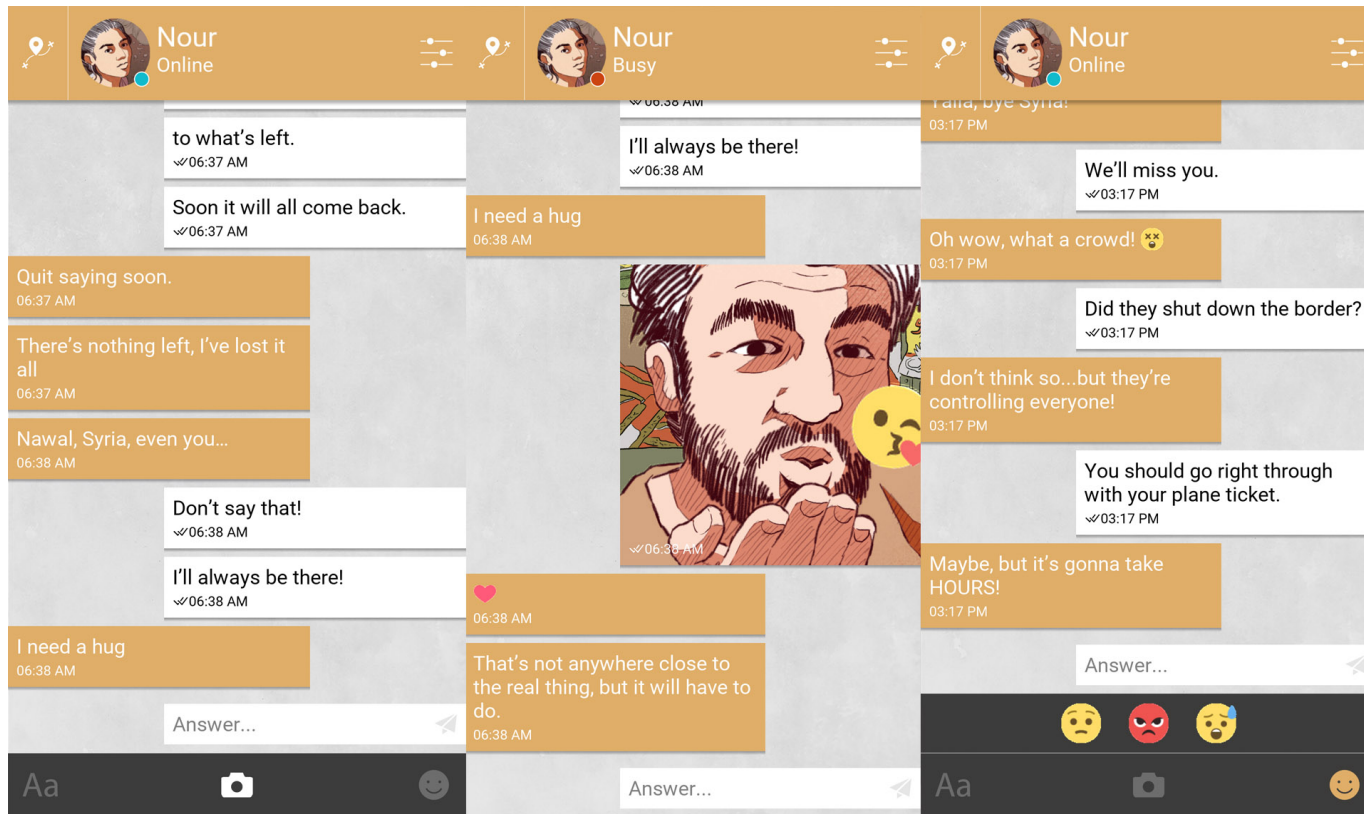 Nour
Online
to what's left.
06:37 AM
Soon it will all come back.
06:37 AM
Quit saying soon.
06:37 AM
There's nothing left, I've lost it
all
06:37 AM
Nawal, Syria, even you...
06:38 AM
Don't say that!
06:38 AM
I'll always be there!
06:38 AM
I need a hug
06:38 AM
Answer...
Aa
Nour
Busy
06:38 AM
I'll always be there!
06:38 AM
I need a hug
06:38 AM
06:38 AM
06:38 AM
That's not anywhere close to
the real thing, but it will have to
do.
06:38 AM
Answer...
Nour
Online
Yalla, bye Syria!
03:17 PM
We'll miss you.
03:17 PM
Oh wow, what a crowd!
03:17 PM
Did they shut down the border?
03:17 PM
I don't think so...but they're
controlling everyone!
03:17 PM
You should go right through
with your plane ticket.
03:17 PM
Maybe, but it's gonna take
HOURS!
03:17 PM
Answer...
Aa